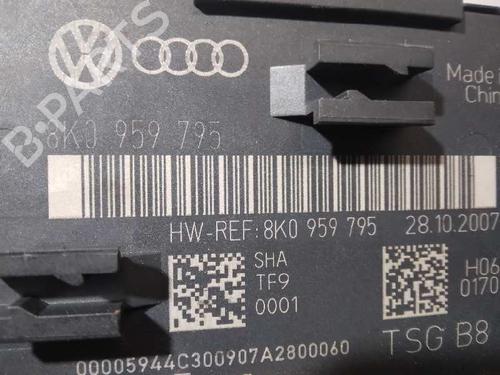 Made in
China
8K0 959 795
HW-REF: 8K0 959 795 28.10.2007
SHA
TF9
0001
H06
0170
TSG B8
00005944C300907A2800060
B-PARTS